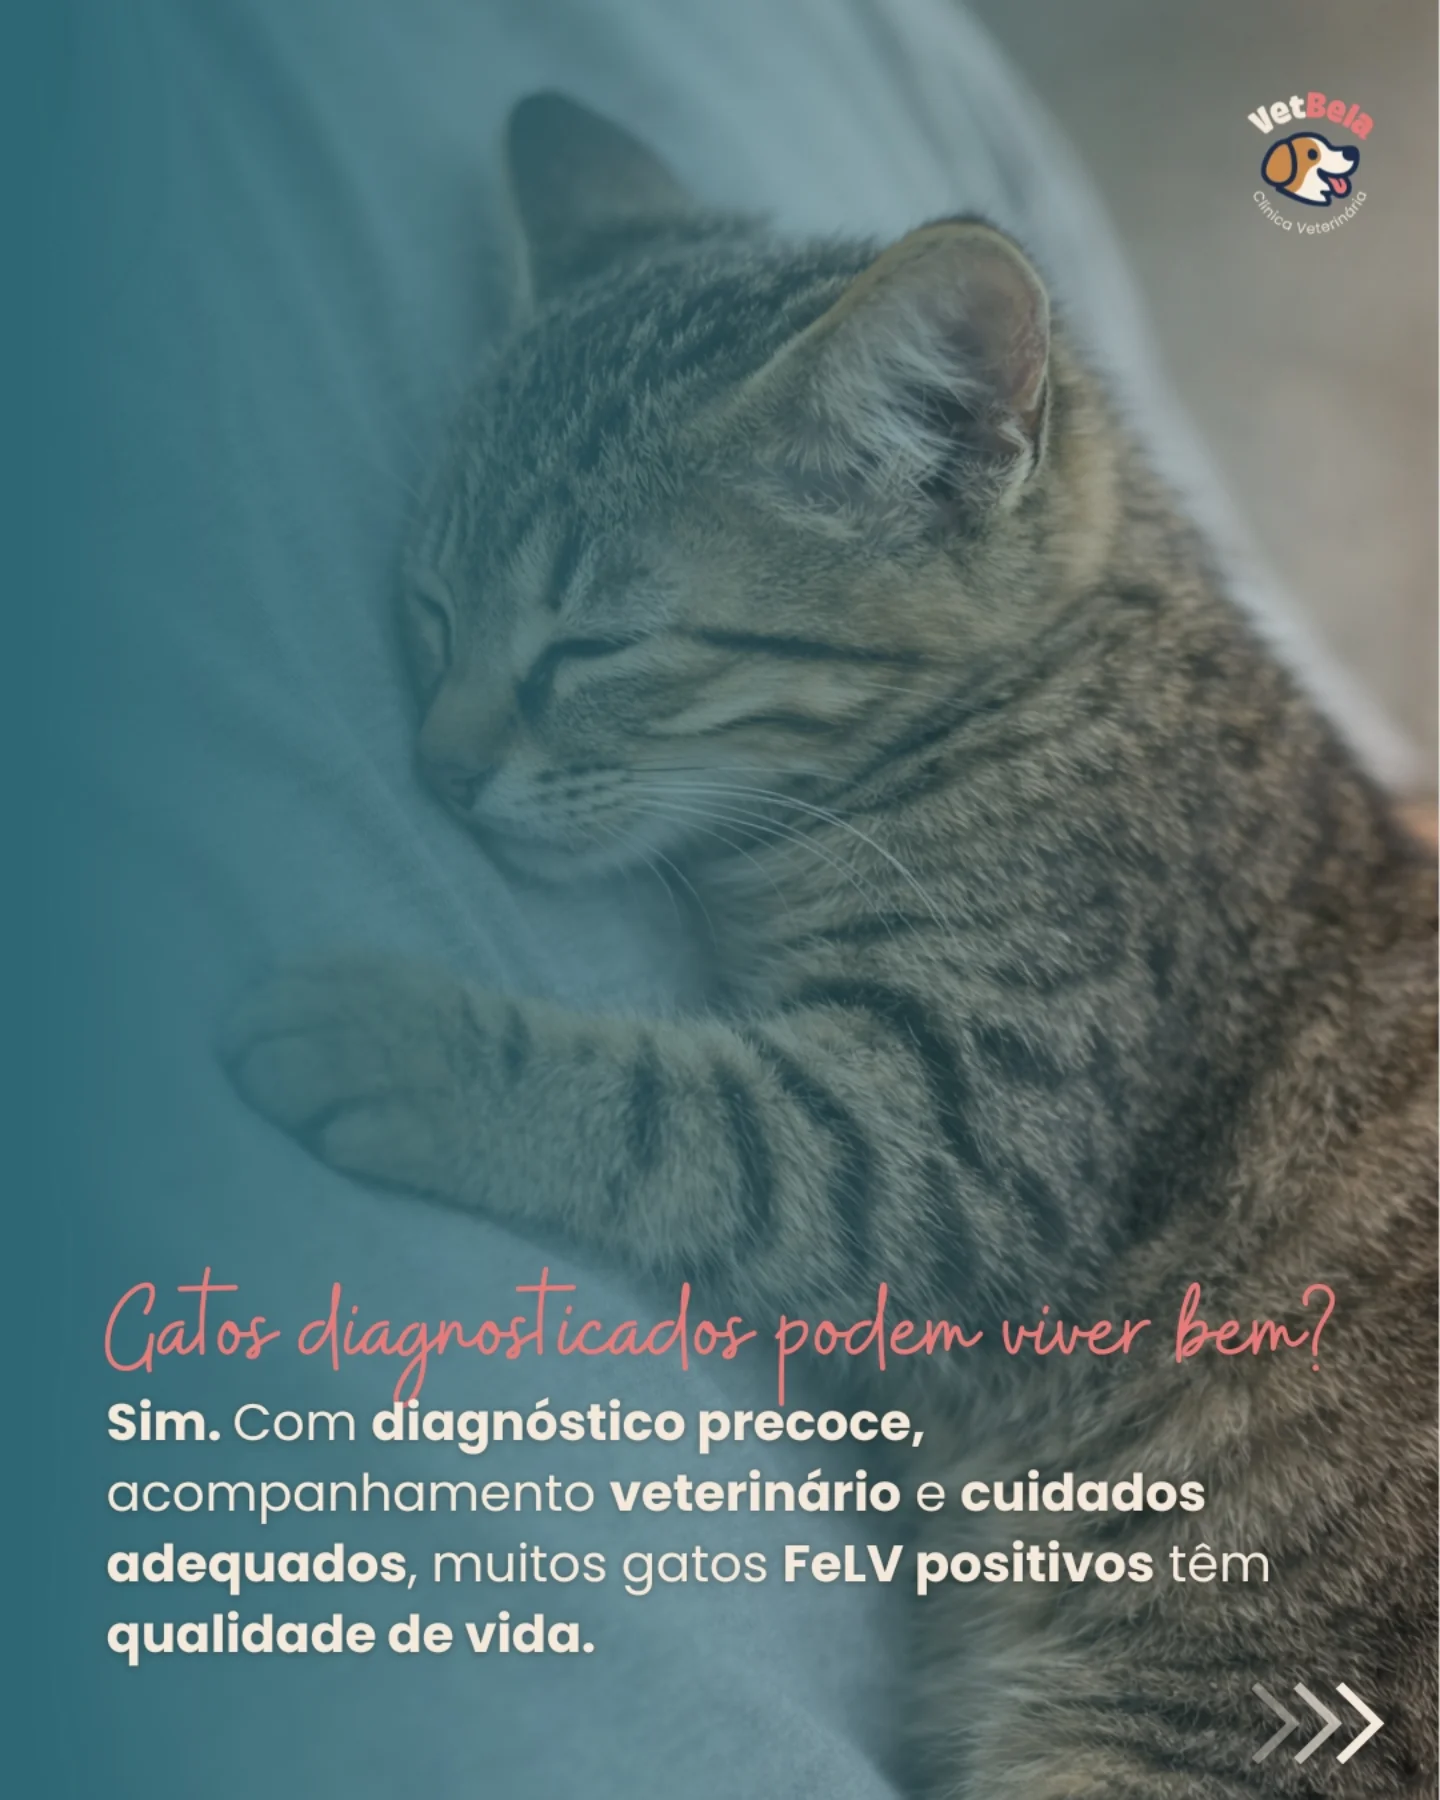 VetBela
Clínica Veterinária
Gatos diagnosticados podem viver bem?
Sim. Com diagnóstico precoce,
acompanhamento veterinário e cuidados
adequados, muitos gatos FeLV positivos têm
qualidade de vida.